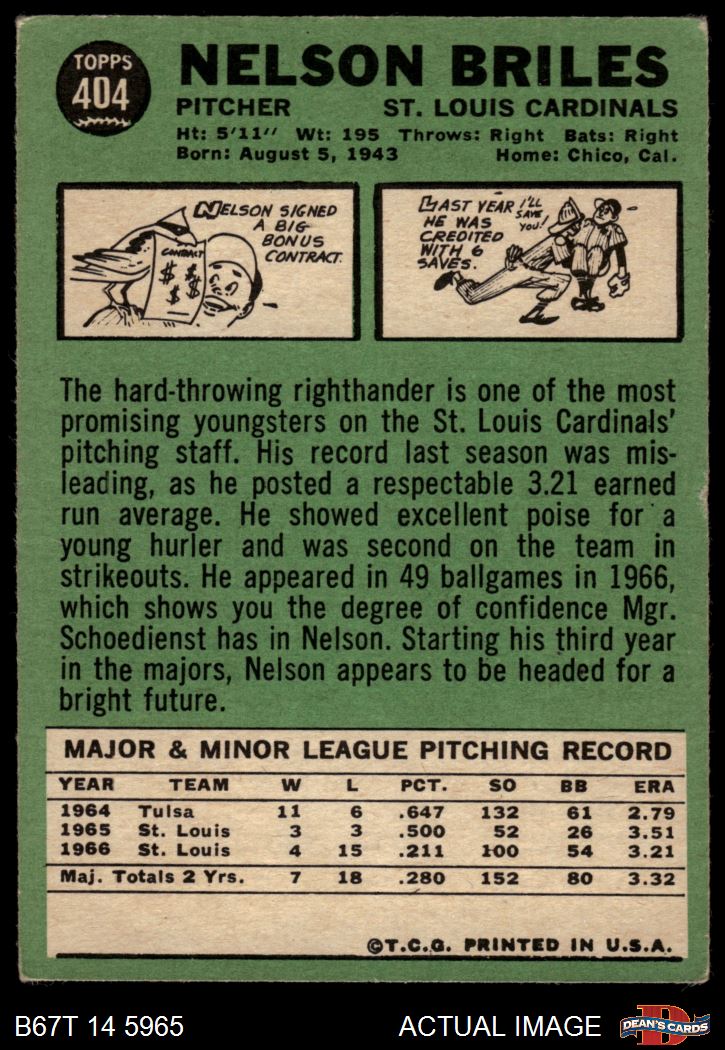 TOPPS
404
NELSON BRILES
PITCHER ST. LOUIS CARDINALS
Ht: 5'11" Wt: 195 Throws: Right Bats: Right
Born: August 5, 1943 Home: Chico, Cal.
NELSON SIGNED
A BIG
BONUS
CONTRACT.
CONTRACT
$ $
$ $
LAST YEAR
HE WAS
CREDITED
WITH 6
SAVES.
I'LL
SAVE
YOU!
The hard-throwing righthander is one of the most
promising youngsters on the St. Louis Cardinals'
pitching staff. His record last season was mis-
leading, as he posted a respectable 3.21 earned
run average. He showed excellent poise for a
young hurler and was second on the team in
strikeouts. He appeared in 49 ballgames in 1966,
which shows you the degree of confidence Mgr.
Schoedienst has in Nelson. Starting his third year
in the majors, Nelson appears to be headed for a
bright future.
MAJOR & MINOR LEAGUE PITCHING RECORD
YEAR TEAM W L PCT. SO BB ERA
1964 Tulsa 11 6 .647 132 61 2.79
1965 St. Louis 3 3 .500 52 26 3.51
1966 St. Louis 4 15 .211 100 54 3.21
Maj. Totals 2 Yrs. 7 18 .280 152 80 3.32
©T.C.G. PRINTED IN U.S.A.
B67T 14 5965 ACTUAL IMAGE
D
DEAN'S CARDS